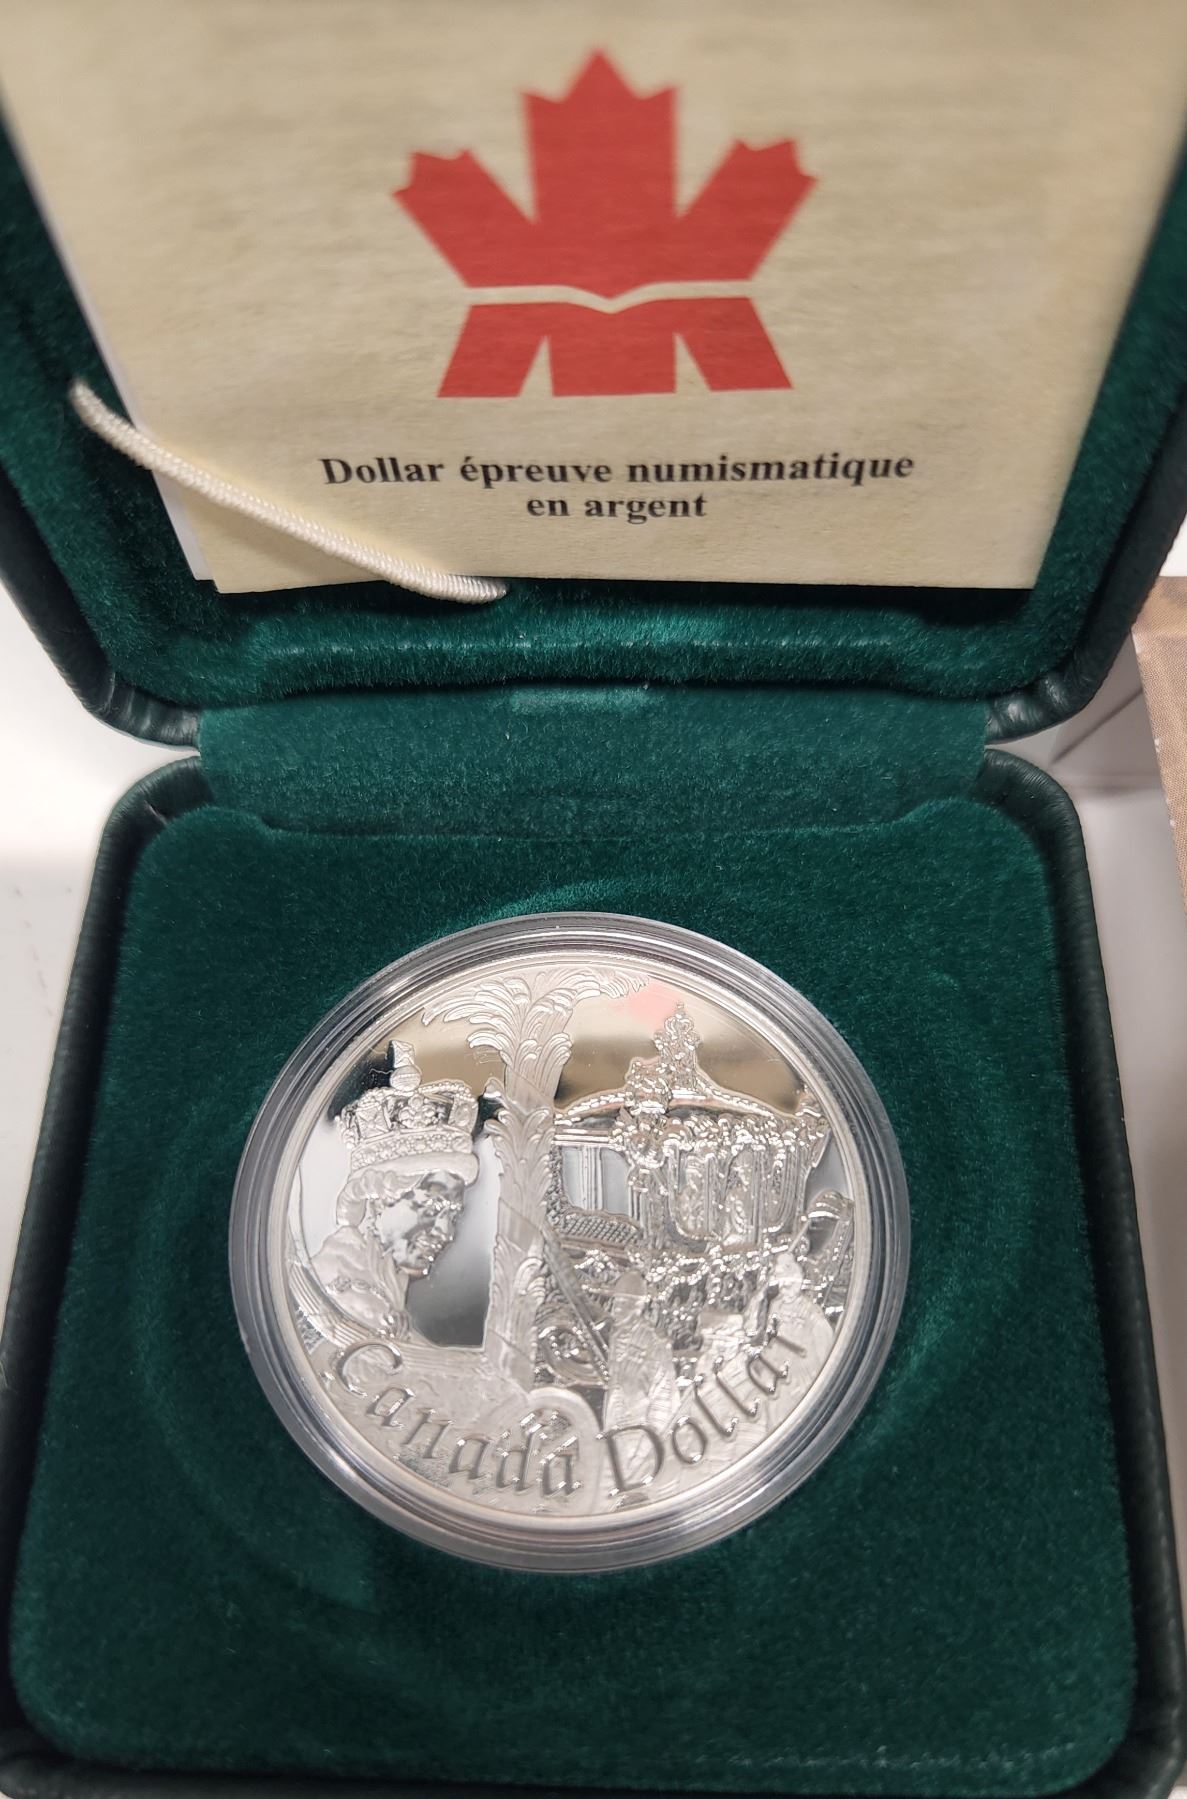 Dollar épreuve numismatique
en argent
Canada Dollar